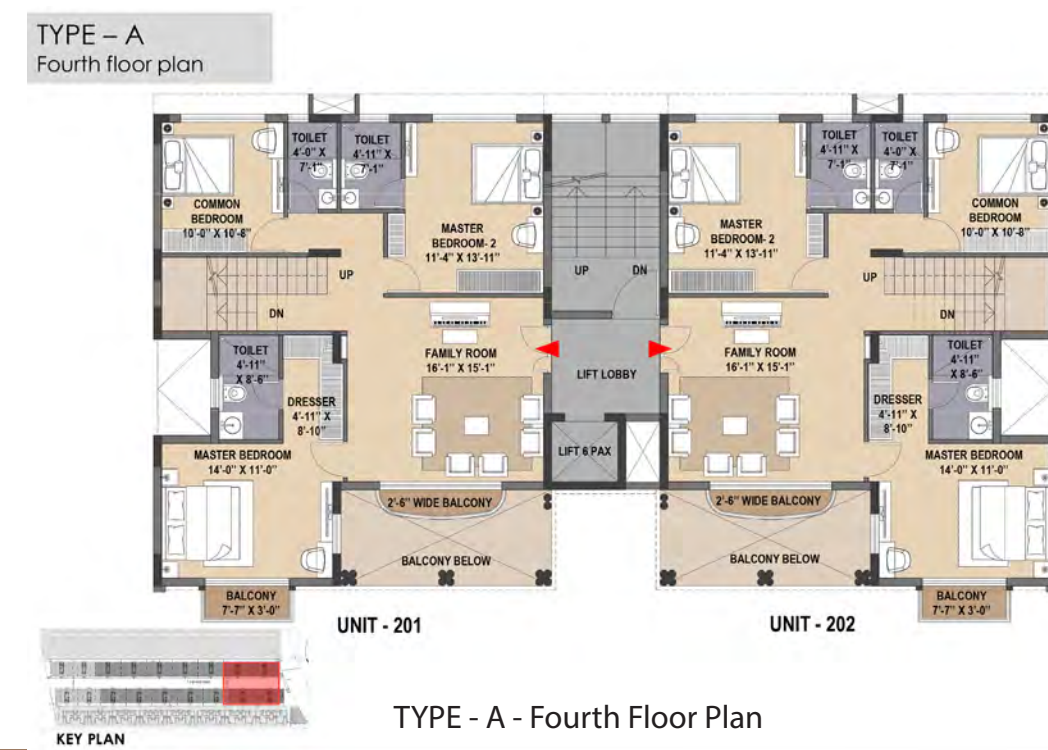 TYPE – A
Fourth floor plan
TOILET
4'-0" X
7'-1"
TOILET
4'-11" X
7'-1"
COMMON
BEDROOM
10'-0" X 10'-8"
MASTER
BEDROOM- 2
11'-4" X 13'-11"
UP
DN
UP
DN
TOILET
4'-11"
X 8'-6"
DRESSER
4'-11" X
8'-10"
FAMILY ROOM
16'-1" X 15'-1"
MASTER BEDROOM
14'-0" X 11'-0"
2'-6" WIDE BALCONY
BALCONY BELOW
BALCONY
7'-7" X 3'-0"
LIFT LOBBY
LIFT 6 PAX
TOILET
4'-11" X
7'-1"
TOILET
4'-0" X
7'-1"
MASTER
BEDROOM- 2
11'-4" X 13'-11"
COMMON
BEDROOM
10'-0" X 10'-8"
UP
DN
FAMILY ROOM
16'-1" X 15'-1"
TOILET
4'-11"
X 8'-6"
DRESSER
4'-11" X
8'-10"
MASTER BEDROOM
14'-0" X 11'-0"
2'-6" WIDE BALCONY
BALCONY BELOW
BALCONY
7'-7" X 3'-0"
UNIT - 201
UNIT - 202
KEY PLAN
TYPE - A - Fourth Floor Plan